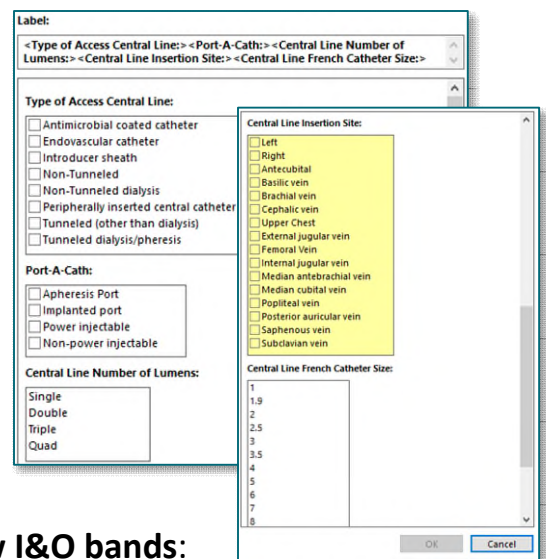 Label:
<Type of Access Central Line:> <Port-A-Cath:> <Central Line Number of
Lumens:> <Central Line Insertion Site:> <Central Line French Catheter Size:>
Type of Access Central Line:
Antimicrobial coated catheter
Endovascular catheter
Introducer sheath
Non-Tunneled
Non-Tunneled dialysis
Peripherally inserted central catheter
Tunneled (other than dialysis)
Tunneled dialysis/pheresis
Port-A-Cath:
Apheresis Port
Implanted port
Power injectable
Non-power injectable
Central Line Number of Lumens:
Single
Double
Triple
Quad
Central Line Insertion Site:
Left
Right
Antecubital
Basilic vein
Brachial vein
Cephalic vein
Upper Chest
External jugular vein
Femoral Vein
Internal jugular vein
Median antebrachial vein
Median cubital vein
Popliteal vein
Posterior auricular vein
Saphenous vein
Subclavian vein
Central Line French Catheter Size:
1
1.9
2
2.5
3
3.5
4
5
6
7
8
OK Cancel
I&O bands: